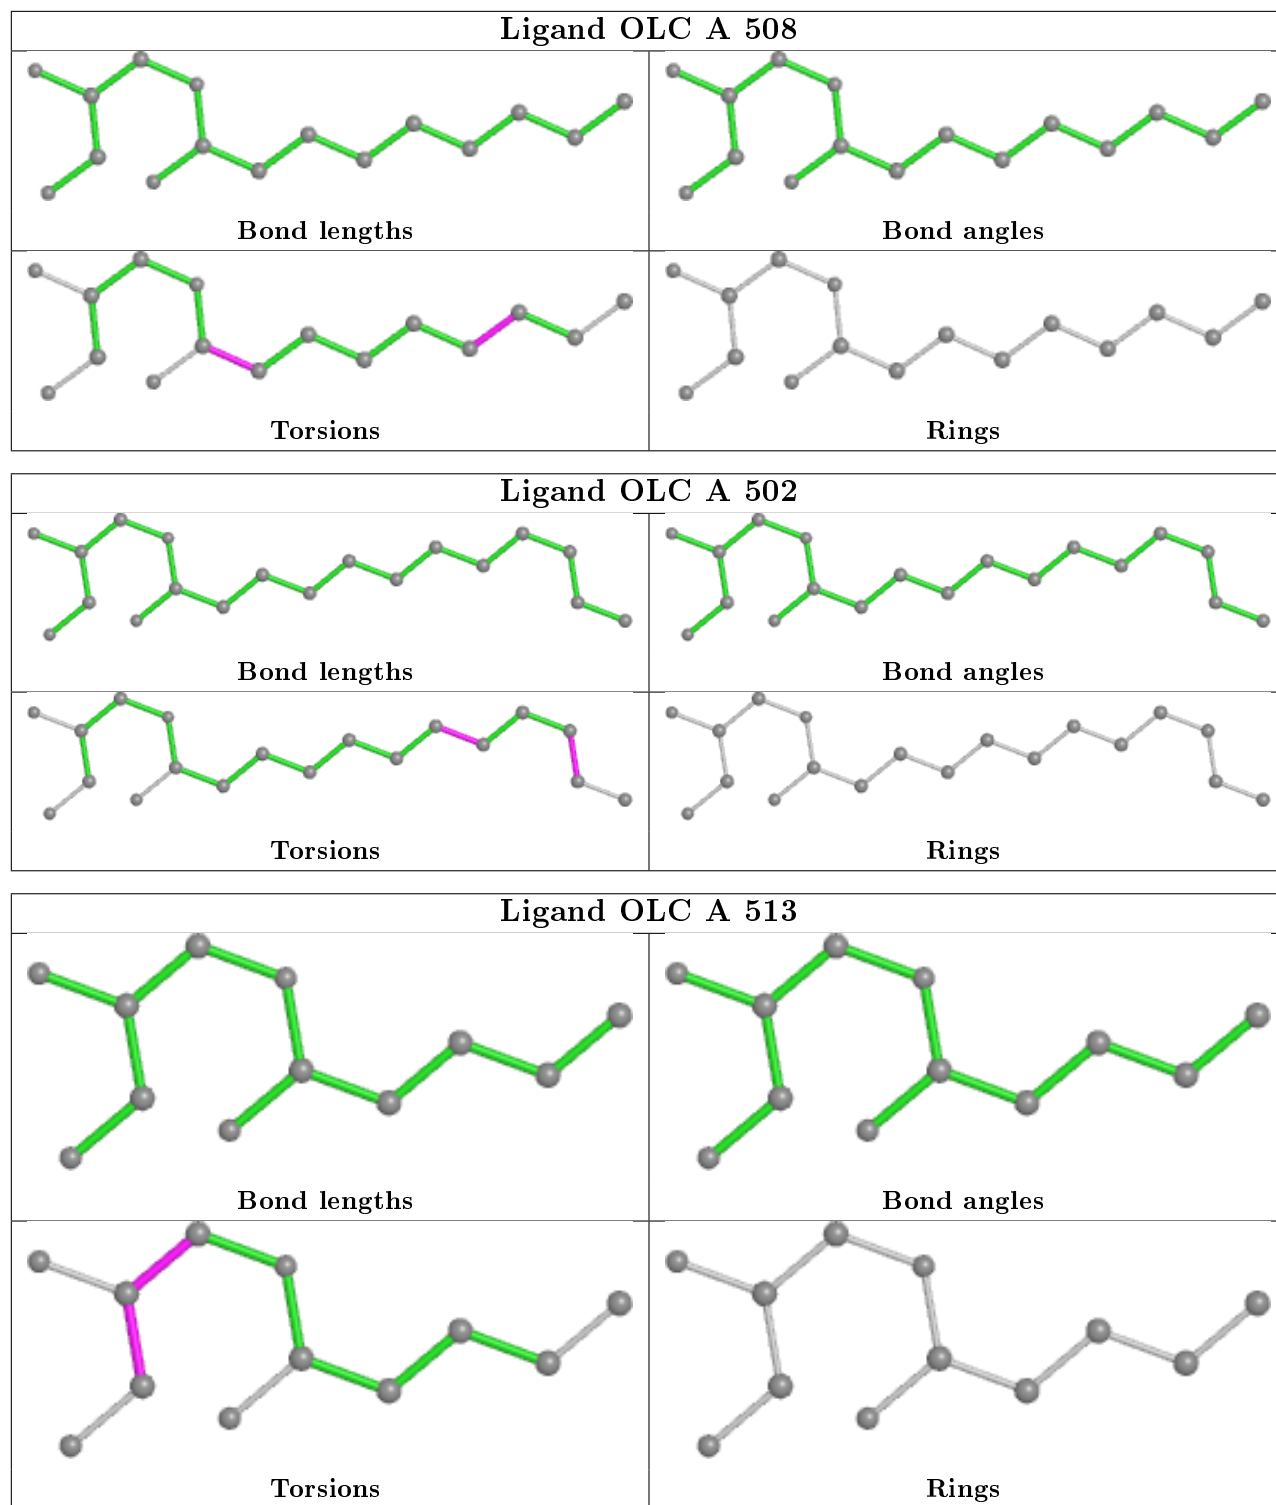 Ligand OLC A 508
Bond lengths
Bond angles
Torsions
Rings
Ligand OLC A 502
Bond lengths
Bond angles
Torsions
Rings
Ligand OLC A 513
Bond lengths
Bond angles
Torsions
Rings